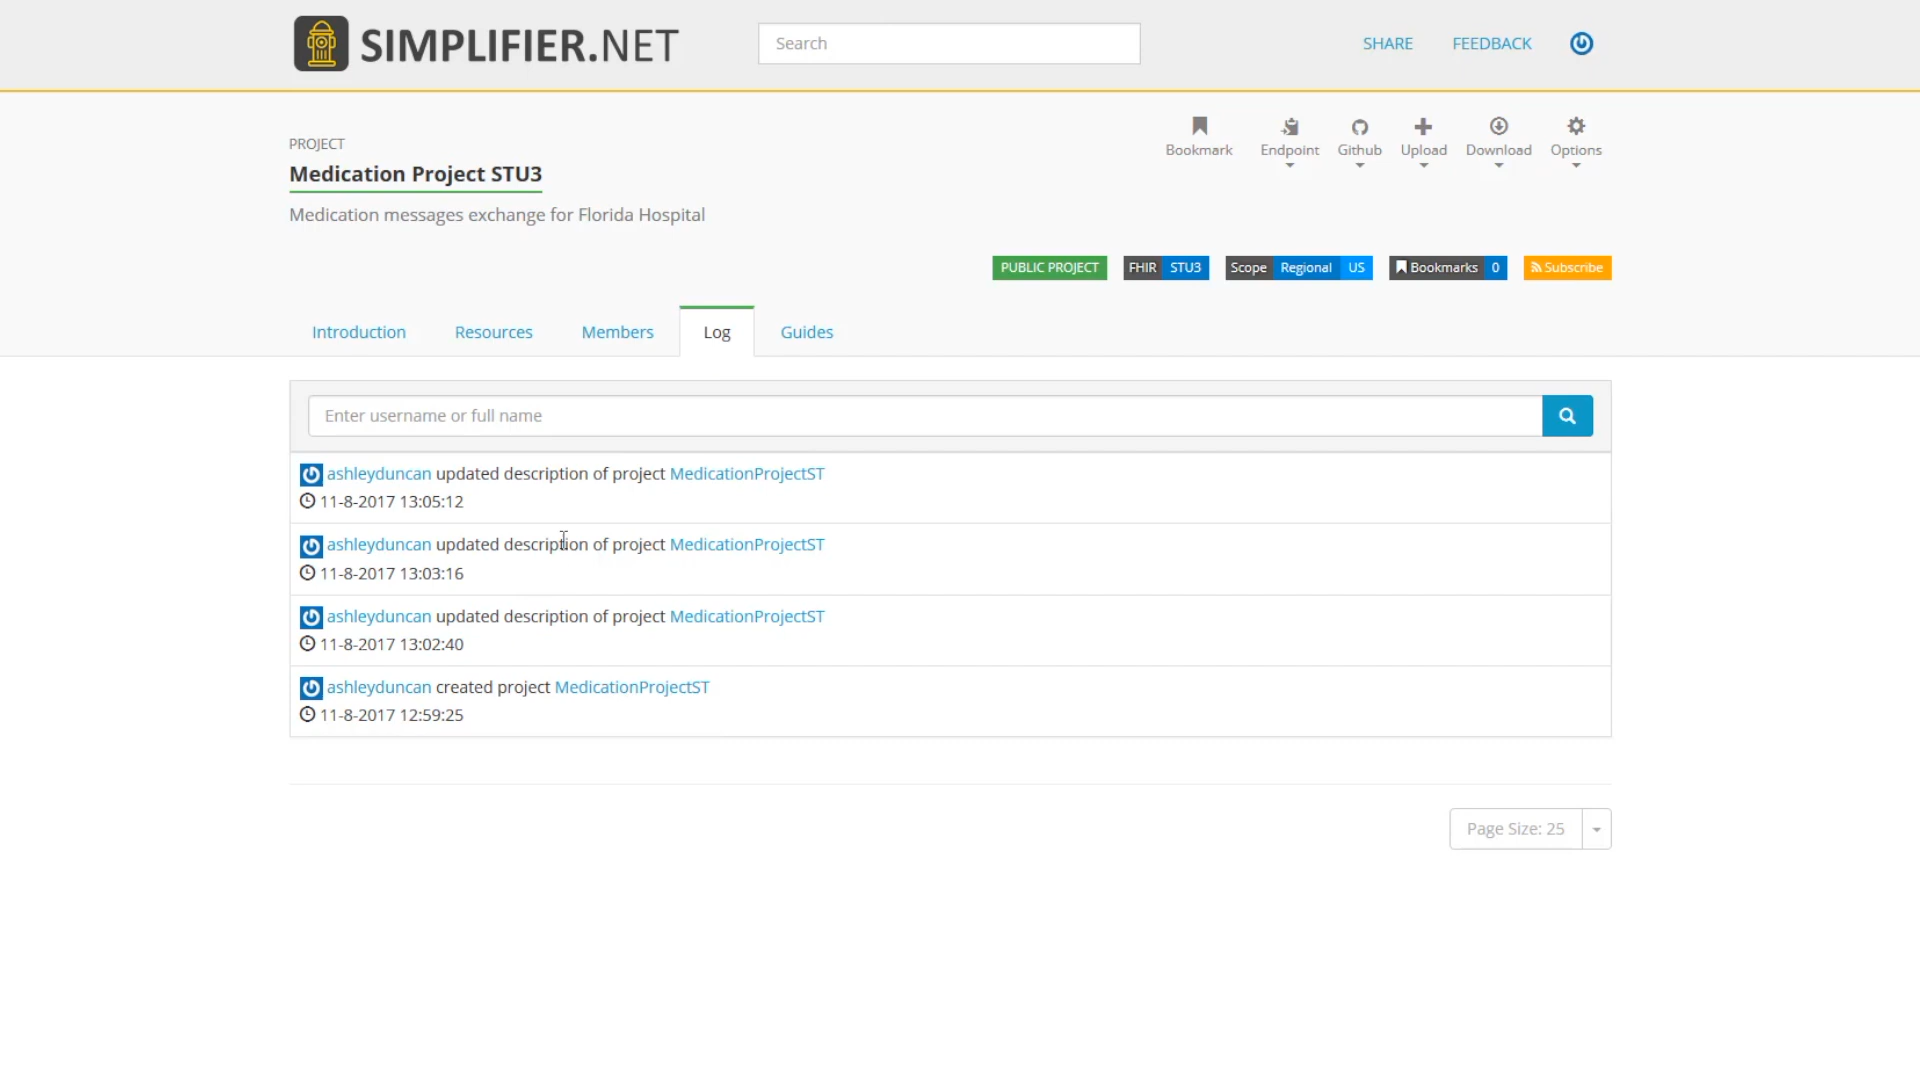 SIMPLIFIER.NET
Search
SHARE
FEEDBACK
PROJECT
Medication Project STU3
Medication messages exchange for Florida Hospital
Bookmark
Endpoint
Github
Upload
Download
Options
PUBLIC PROJECT
FHIR STU3
Scope Regional US
Bookmarks 0
Subscribe
Introduction
Resources
Members
Log
Guides
Enter username or full name
ashleyduncan updated description of project MedicationProjectST
11-8-2017 13:05:12
ashleyduncan updated description of project MedicationProjectST
11-8-2017 13:03:16
ashleyduncan updated description of project MedicationProjectST
11-8-2017 13:02:40
ashleyduncan created project MedicationProjectST
11-8-2017 12:59:25
Page Size: 25